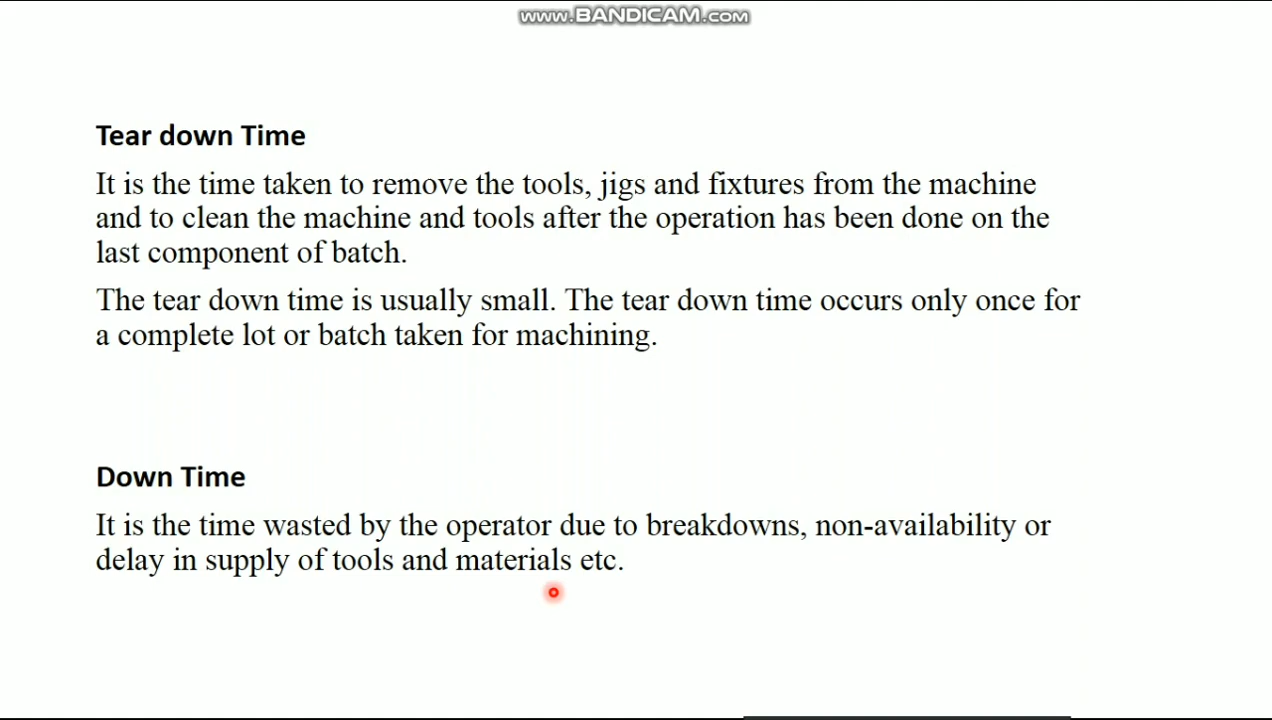 www.BANDICAM.com
Tear down Time
It is the time taken to remove the tools, jigs and fixtures from the machine
and to clean the machine and tools after the operation has been done on the
last component of batch.
The tear down time is usually small. The tear down time occurs only once for
a complete lot or batch taken for machining.
Down Time
It is the time wasted by the operator due to breakdowns, non-availability or
delay in supply of tools and materials etc.